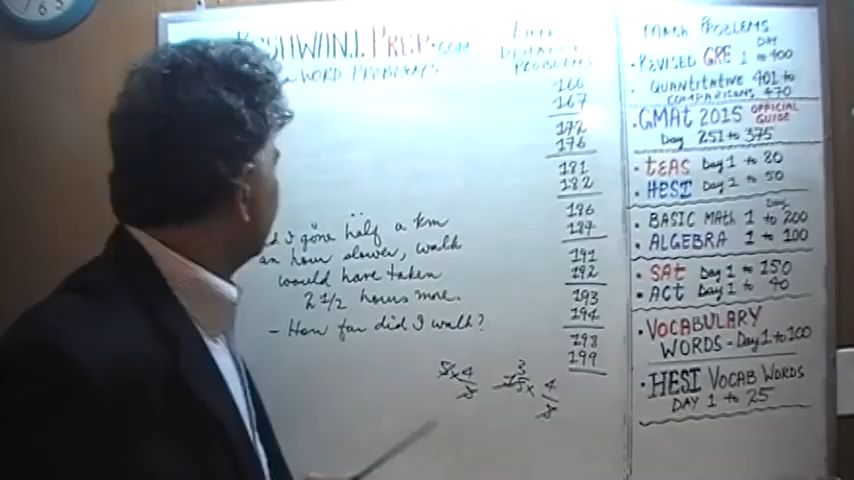 KESHWANI PREP.COM
WORD PROBLEMS
DISTANCE
PROBLEMS
166
167
172
176
181
182
186
187
191
192
193
194
198
199
I gone half a km
an hour slower, walk
would have taken
2 1/2 hours more.
- How far did I walk?
MATH PROBLEMS
• REVISED GRE Day 1 to 400
• QUANTITATIVE 401 to
COMPARISONS 470
• GMAT 2015 OFFICIAL GUIDE
Day 251 to 375
• TEAS Day 1 to 80
• HESI Day 1 to 50
• BASIC MATH Day 1 to 200
• ALGEBRA 1 to 100
• SAT Day 1 to 150
• ACT Day 1 to 90
• VOCABULARY
WORDS - Day 1 to 100
• HESI VOCAB WORDS
DAY 1 to 25